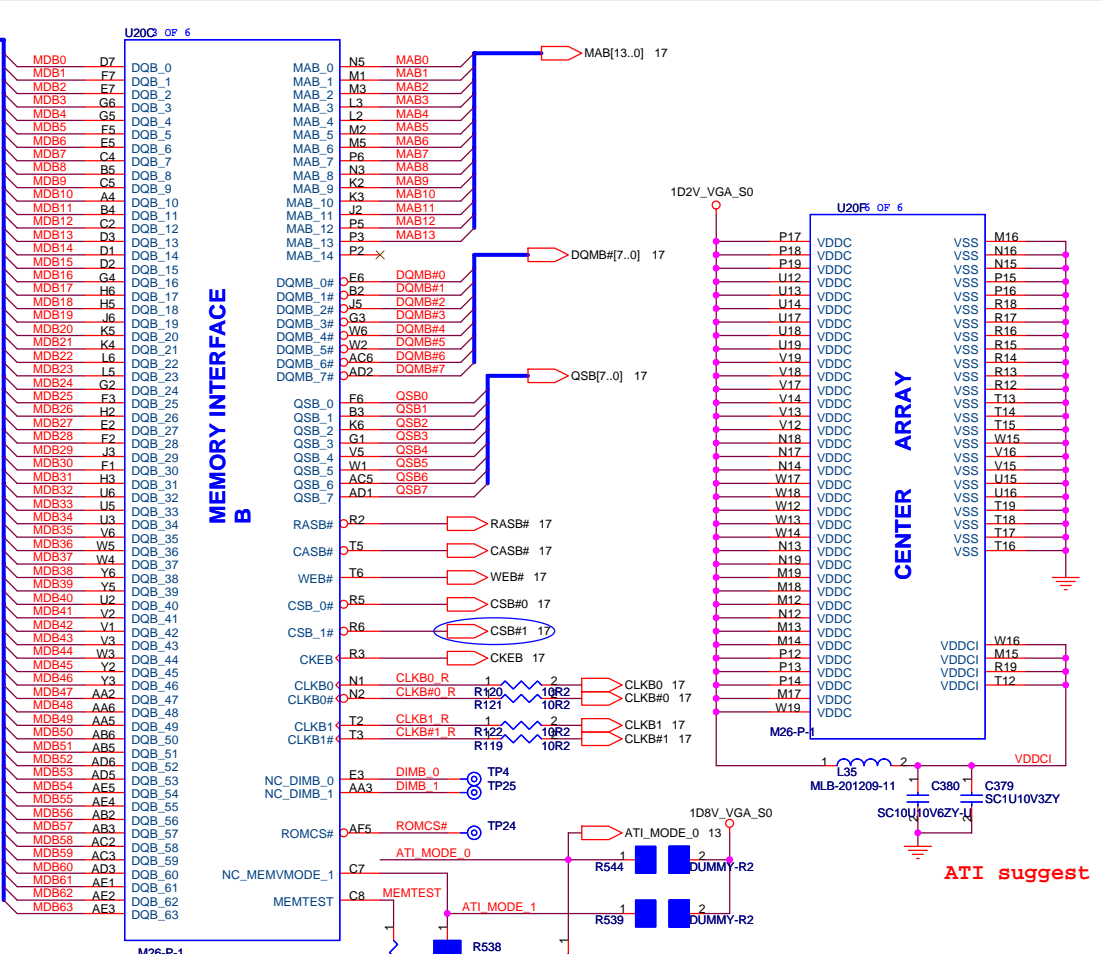 U20C 3 OF 6
MDB0 D7 DQB_0
MDB1 F7 DQB_1
MDB2 E7 DQB_2
MDB3 G6 DQB_3
MDB4 G5 DQB_4
MDB5 F5 DQB_5
MDB6 E5 DQB_6
MDB7 C4 DQB_7
MDB8 B5 DQB_8
MDB9 C5 DQB_9
MDB10 A4 DQB_10
MDB11 B4 DQB_11
MDB12 C2 DQB_12
MDB13 D3 DQB_13
MDB14 D1 DQB_14
MDB15 D2 DQB_15
MDB16 G4 DQB_16
MDB17 H6 DQB_17
MDB18 H5 DQB_18
MDB19 J6 DQB_19
MDB20 K5 DQB_20
MDB21 K4 DQB_21
MDB22 L6 DQB_22
MDB23 L5 DQB_23
MDB24 G2 DQB_24
MDB25 F3 DQB_25
MDB26 H2 DQB_26
MDB27 E2 DQB_27
MDB28 F2 DQB_28
MDB29 J3 DQB_29
MDB30 F1 DQB_30
MDB31 H3 DQB_31
MDB32 U6 DQB_32
MDB33 U5 DQB_33
MDB34 U3 DQB_34
MDB35 V6 DQB_35
MDB36 W5 DQB_36
MDB37 W4 DQB_37
MDB38 Y6 DQB_38
MDB39 Y5 DQB_39
MDB40 U2 DQB_40
MDB41 V2 DQB_41
MDB42 V1 DQB_42
MDB43 V3 DQB_43
MDB44 W3 DQB_44
MDB45 Y2 DQB_45
MDB46 Y3 DQB_46
MDB47 AA2 DQB_47
MDB48 AA6 DQB_48
MDB49 AA5 DQB_49
MDB50 AB6 DQB_50
MDB51 AB5 DQB_51
MDB52 AD6 DQB_52
MDB53 AD5 DQB_53
MDB54 AE5 DQB_54
MDB55 AE4 DQB_55
MDB56 AB2 DQB_56
MDB57 AB3 DQB_57
MDB58 AC2 DQB_58
MDB59 AC3 DQB_59
MDB60 AD3 DQB_60
MDB61 AE1 DQB_61
MDB62 AE2 DQB_62
MDB63 AE3 DQB_63
MEMORY INTERFACE
B
MAB_0 N5 MAB0
MAB_1 M1 MAB1
MAB_2 M3 MAB2
MAB_3 L3 MAB3
MAB_4 L2 MAB4
MAB_5 M2 MAB5
MAB_6 M5 MAB6
MAB_7 P6 MAB7
MAB_8 N3 MAB8
MAB_9 K2 MAB9
MAB_10 K3 MAB10
MAB_11 J2 MAB11
MAB_12 P5 MAB12
MAB_13 P3 MAB13
MAB_14 P2
MAB[13..0] 17
DQMB_0# E6 DQMB#0
DQMB_1# B2 DQMB#1
DQMB_2# J5 DQMB#2
DQMB_3# G3 DQMB#3
DQMB_4# W6 DQMB#4
DQMB_5# W2 DQMB#5
DQMB_6# AC6 DQMB#6
DQMB_7# AD2 DQMB#7
DQMB#[7..0] 17
QSB_0 F6 QSB0
QSB_1 B3 QSB1
QSB_2 K6 QSB2
QSB_3 G1 QSB3
QSB_4 V5 QSB4
QSB_5 W1 QSB5
QSB_6 AC5 QSB6
QSB_7 AD1 QSB7
QSB[7..0] 17
RASB# R2 RASB# 17
CASB# T5 CASB# 17
WEB# T6 WEB# 17
CSB_0# R5 CSB#0 17
CSB_1# R6 CSB#1 17
CKEB R3 CKEB 17
CLKB0 N1 CLKB0_R 1 R120 2 10R2 CLKB0 17
CLKB0# N2 CLKB#0_R R121 10R2 CLKB#0 17
CLKB1 T2 CLKB1_R 1 R122 2 10R2 CLKB1 17
CLKB1# T3 CLKB#1_R R119 10R2 CLKB#1 17
NC_DIMB_0 E3 DIMB_0 TP4
NC_DIMB_1 AA3 DIMB_1 TP25
ROMCS# AF5 ROMCS# TP24
NC_MEMVMODE_1 C7
MEMTEST C8 MEMTEST
M26-P-1
1D8V_VGA_S0
ATI_MODE_0 13
ATI_MODE_0 1 2
R544 DUMMY-R2
ATI_MODE_1 1 2
R539 DUMMY-R2
1 1 R538 1
1D2V_VGA_S0
U20F 6 OF 6
P17 VDDC VSS M16
P18 VDDC VSS N16
P19 VDDC VSS N15
U12 VDDC VSS P15
U13 VDDC VSS P16
U14 VDDC VSS R18
U17 VDDC VSS R17
U18 VDDC VSS R16
U19 VDDC VSS R15
V19 VDDC VSS R14
V18 VDDC VSS R13
V17 VDDC VSS R12
V14 VDDC VSS T13
V13 VDDC VSS T14
V12 VDDC VSS T15
N18 VDDC VSS W15
N17 VDDC VSS V16
N14 VDDC VSS V15
W17 VDDC VSS U15
W18 VDDC VSS U16
W12 VDDC VSS T19
W13 VDDC VSS T18
W14 VDDC VSS T17
N13 VDDC VSS T16
N19 VDDC
M19 VDDC
M18 VDDC
M12 VDDC
N12 VDDC
M13 VDDC
M14 VDDC VDDCI W16
P12 VDDC VDDCI M15
P13 VDDC VDDCI R19
P14 VDDC VDDCI T12
M17 VDDC
W19 VDDC
CENTER ARRAY
M26-P-1
1 L35 2 VDDCI
MLB-201209-11
1 C380 1 C379
SC1U10V3ZY
SC10U10V6ZY-U
2 2
ATI suggest